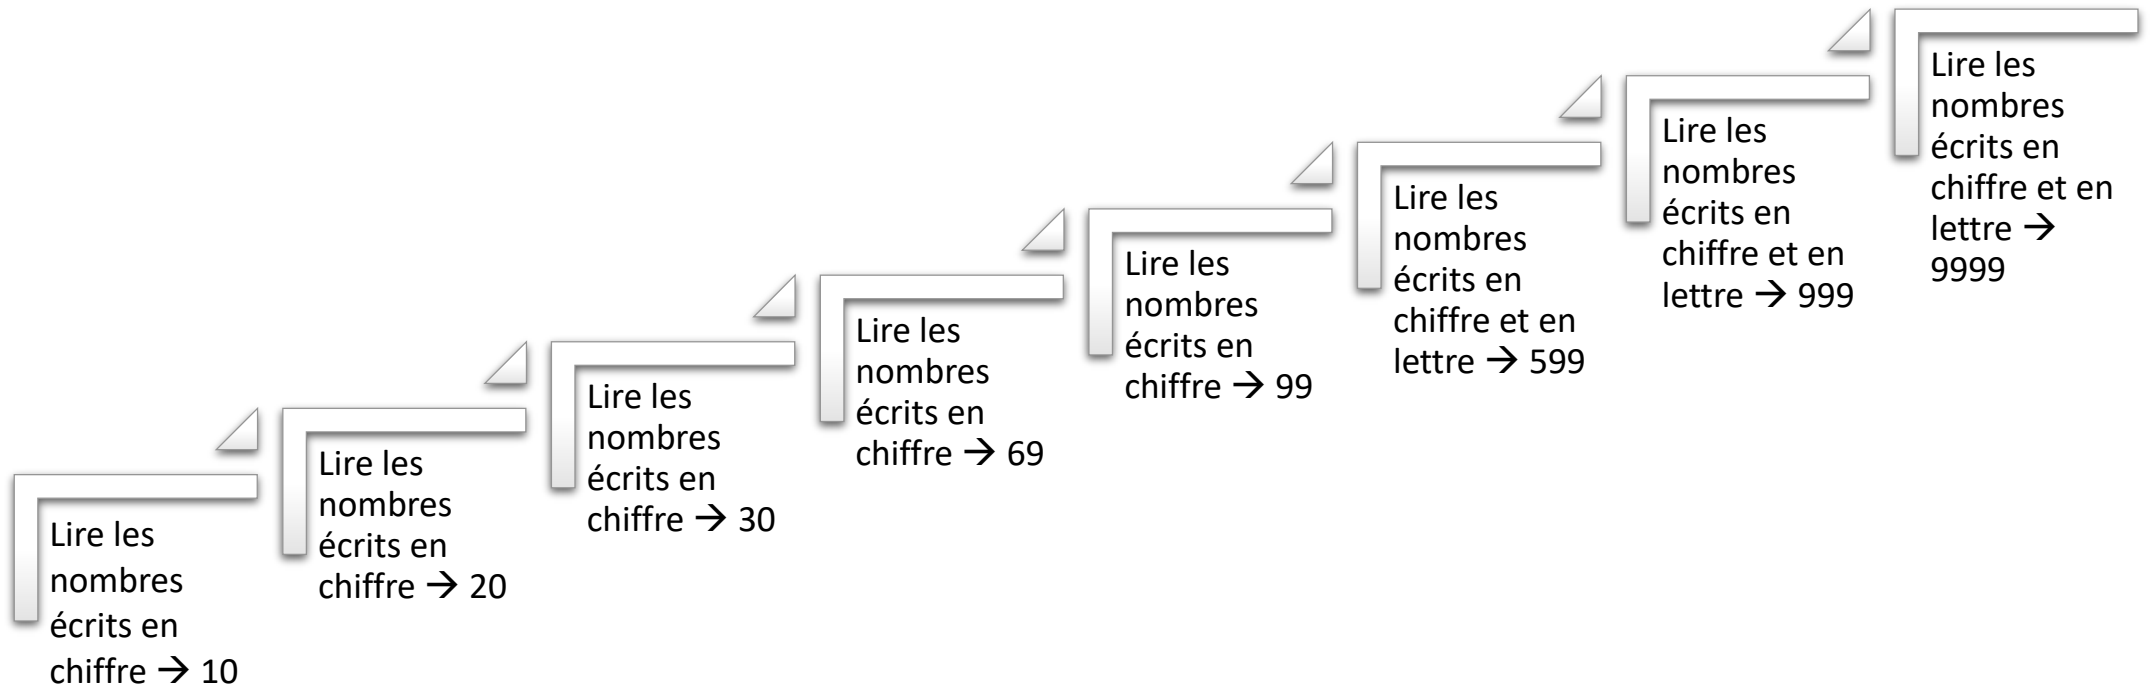 Lire les
nombres
écrits en
chiffre → 10
Lire les
nombres
écrits en
chiffre → 20
Lire les
nombres
écrits en
chiffre → 30
Lire les
nombres
écrits en
chiffre → 69
Lire les
nombres
écrits en
chiffre → 99
Lire les
nombres
écrits en
chiffre et en
lettre → 599
Lire les
nombres
écrits en
chiffre et en
lettre → 999
Lire les
nombres
écrits en
chiffre et en
lettre →
9999